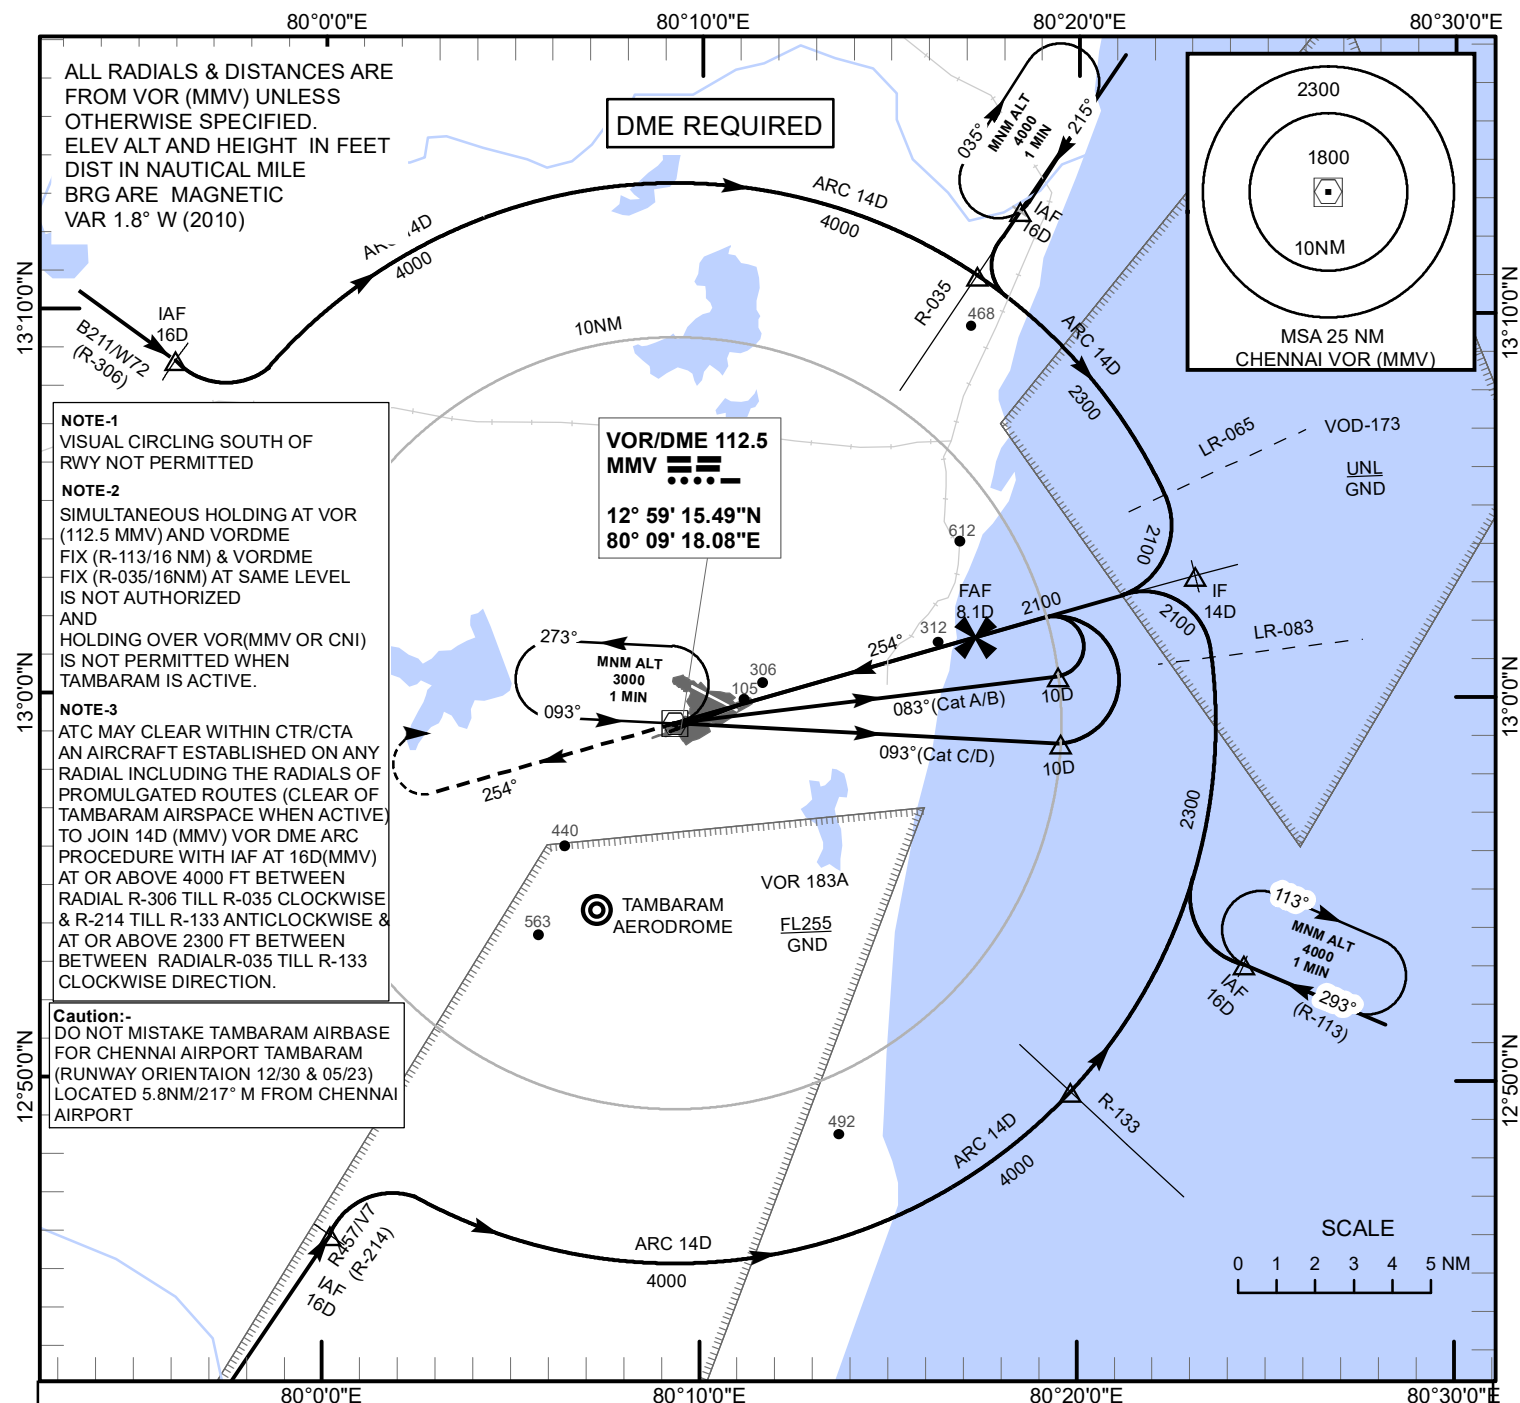 80°0'0"E
80°10'0"E
80°20'0"E
80°30'0"E
ALL RADIALS & DISTANCES ARE
FROM VOR (MMV) UNLESS
OTHERWISE SPECIFIED.
ELEV ALT AND HEIGHT IN FEET
DIST IN NAUTICAL MILE
BRG ARE MAGNETIC
VAR 1.8° W (2010)
DME REQUIRED
035°
MNM ALT
4000
1 MIN
215°
IAF
16D
2300
1800
10NM
MSA 25 NM
CHENNAI VOR (MMV)
ARC 14D
4000
4000
13°10'0"N
13°10'0"N
IAF
16D
B211/W72
(R-306)
10NM
R-035
468
ARC 14D
2300
LR-065
VOD-173
UNL
GND
NOTE-1
VISUAL CIRCLING SOUTH OF
RWY NOT PERMITTED
NOTE-2
SIMULTANEOUS HOLDING AT VOR
(112.5 MMV) AND VORDME
FIX (R-113/16 NM) & VORDME
FIX (R-035/16NM) AT SAME LEVEL
IS NOT AUTHORIZED
AND
HOLDING OVER VOR(MMV OR CNI)
IS NOT PERMITTED WHEN
TAMBARAM IS ACTIVE.
NOTE-3
ATC MAY CLEAR WITHIN CTR/CTA
AN AIRCRAFT ESTABLISHED ON ANY
RADIAL INCLUDING THE RADIALS OF
PROMULGATED ROUTES (CLEAR OF
TAMBARAM AIRSPACE WHEN ACTIVE)
TO JOIN 14D (MMV) VOR DME ARC
PROCEDURE WITH IAF AT 16D(MMV)
AT OR ABOVE 4000 FT BETWEEN
RADIAL R-306 TILL R-035 CLOCKWISE
& R-214 TILL R-133 ANTICLOCKWISE &
AT OR ABOVE 2300 FT BETWEEN
BETWEEN RADIALR-035 TILL R-133
CLOCKWISE DIRECTION.
VOR/DME 112.5
MMV
12° 59' 15.49"N
80° 09' 18.08"E
612
2100
FAF
8.1D
2100
IF
14D
2100
LR-083
312
254°
273°
MNM ALT
3000
1 MIN
306
105
093°
083°(Cat A/B)
10D
093°(Cat C/D)
10D
254°
13°0'0"N
13°0'0"N
2300
440
563
TAMBARAM
AERODROME
VOR 183A
FL255
GND
113°
MNM ALT
4000
1 MIN
293°
(R-113)
IAF
16D
Caution:-
DO NOT MISTAKE TAMBARAM AIRBASE
FOR CHENNAI AIRPORT TAMBARAM
(RUNWAY ORIENTAION 12/30 & 05/23)
LOCATED 5.8NM/217° M FROM CHENNAI
AIRPORT
12°50'0"N
12°50'0"N
492
R-133
ARC 14D
4000
R457/V7
(R-214)
IAF
16D
ARC 14D
4000
SCALE
0 1 2 3 4 5 NM
80°0'0"E
80°10'0"E
80°20'0"E
80°30'0"E